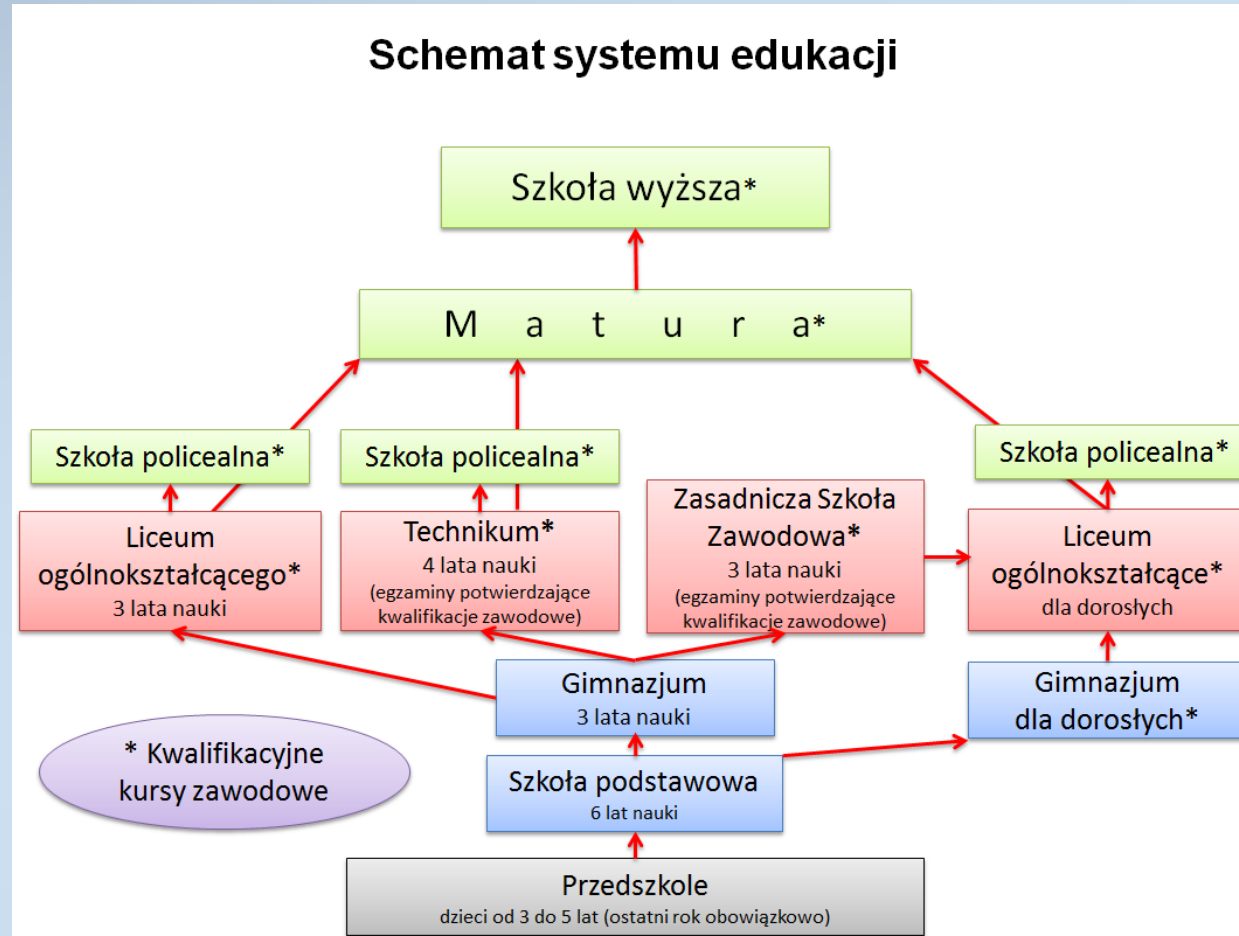 Schemat systemu edukacji
Szkoła wyższa*
M a t u r a*
Szkoła policealna*
Szkoła policealna*
Szkoła policealna*
Liceum
ogólnokształcącego*
3 lata nauki
Technikum*
4 lata nauki
(egzaminy potwierdzające
kwalifikacje zawodowe)
Zasadnicza Szkoła
Zawodowa*
3 lata nauki
(egzaminy potwierdzające
kwalifikacje zawodowe)
Liceum
ogólnokształcące*
dla dorosłych
Gimnazjum
3 lata nauki
Gimnazjum
dla dorosłych*
* Kwalifikacyjne
kursy zawodowe
Szkoła podstawowa
6 lat nauki
Przedszkole
dzieci od 3 do 5 lat (ostatni rok obowiązkowo)